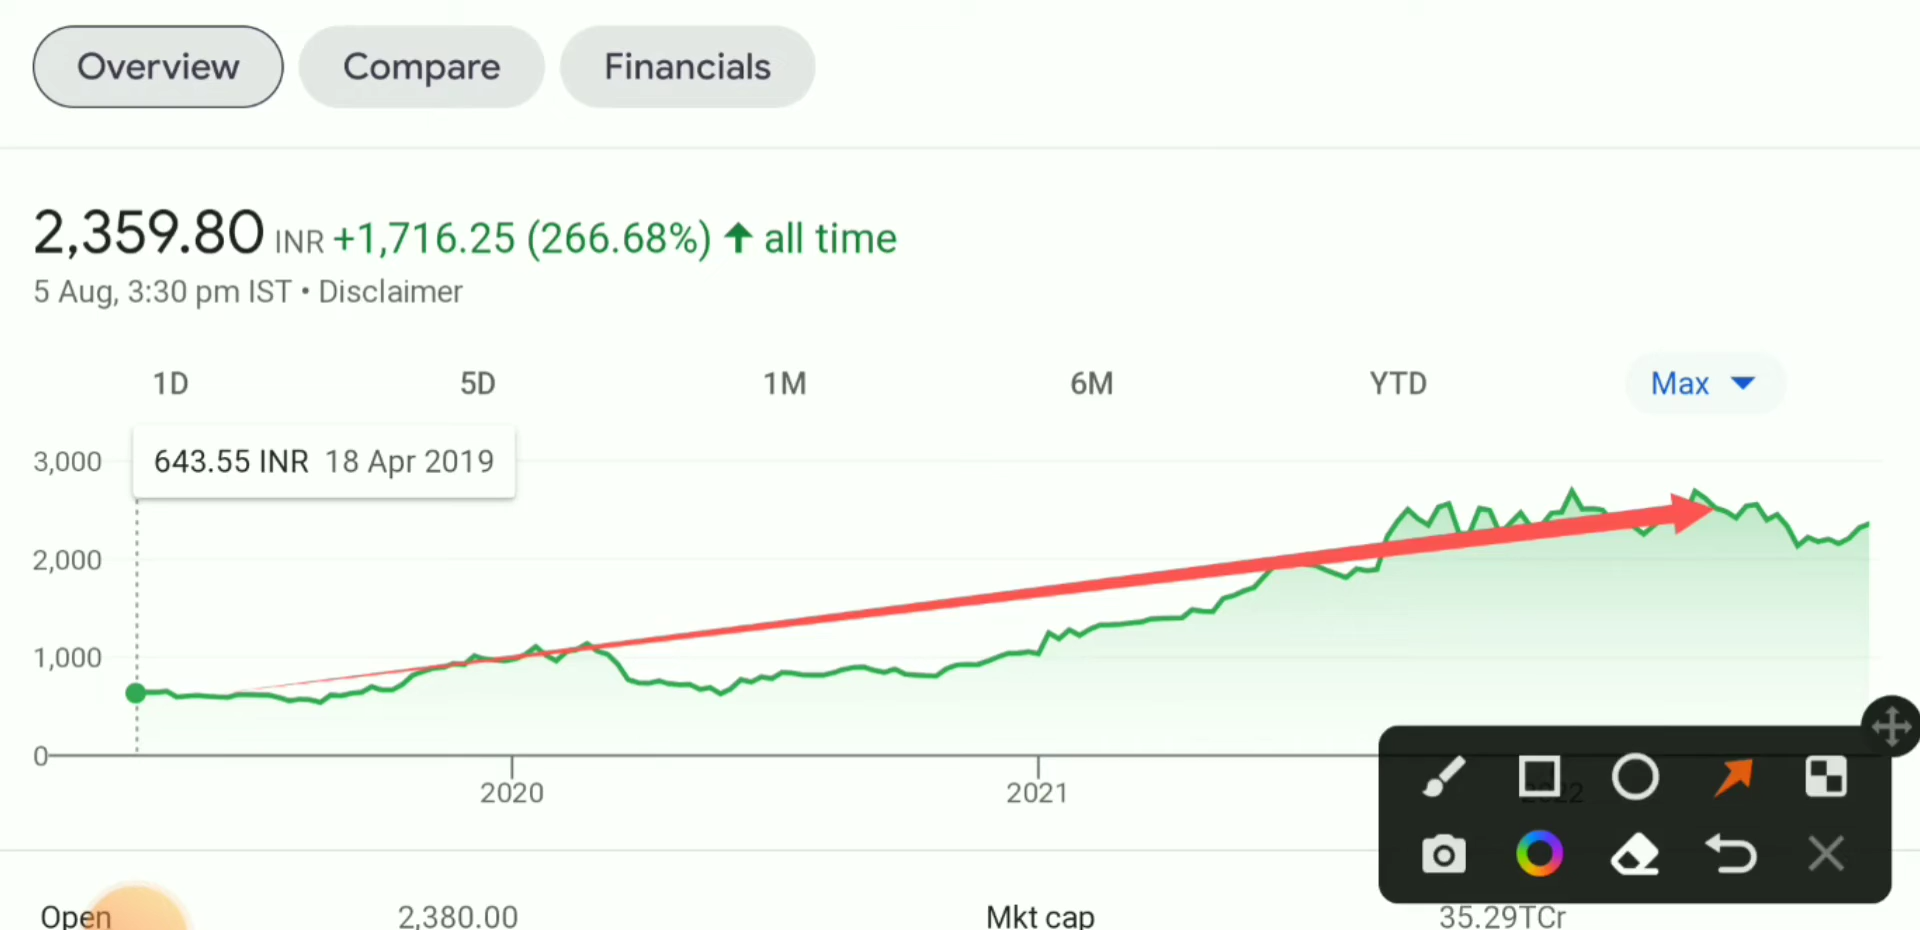 Overview Compare Financials
2,359.80 INR +1,716.25 (266.68%) ↑ all time
5 Aug, 3:30 pm IST • Disclaimer
1D 5D 1M 6M YTD Max
643.55 INR 18 Apr 2019
3,000
2,000
1,000
0
2020 2021 2022
Open 2,380.00 Mkt cap 35.29TCr